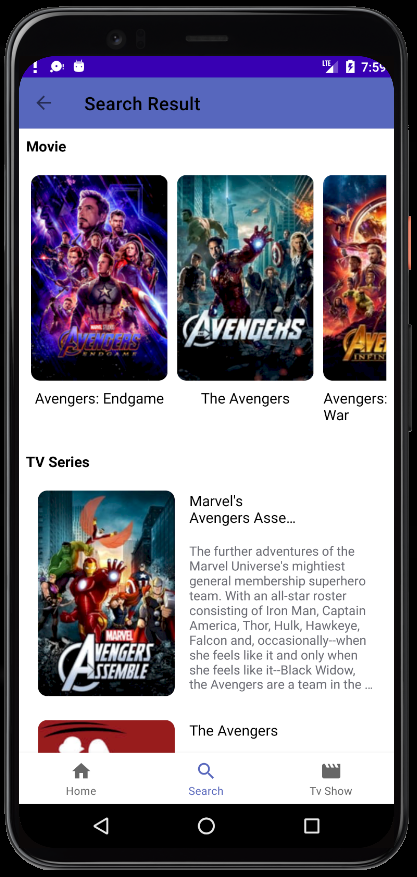 LTE 7:59
Search Result
Movie
AVENGERS
ENDGAME
AVENGERS
AVE
INFIN
Avengers: Endgame
The Avengers
Avengers:
War
TV Series
MARVEL
AVENGERS
ASSEMBLE
Marvel's
Avengers Asse…
The further adventures of the
Marvel Universe's mightiest
general membership superhero
team. With an all-star roster
consisting of Iron Man, Captain
America, Thor, Hulk, Hawkeye,
Falcon and, occasionally--when
she feels like it and only when
she feels like it--Black Widow,
the Avengers are a team in the …
The Avengers
Home
Search
Tv Show